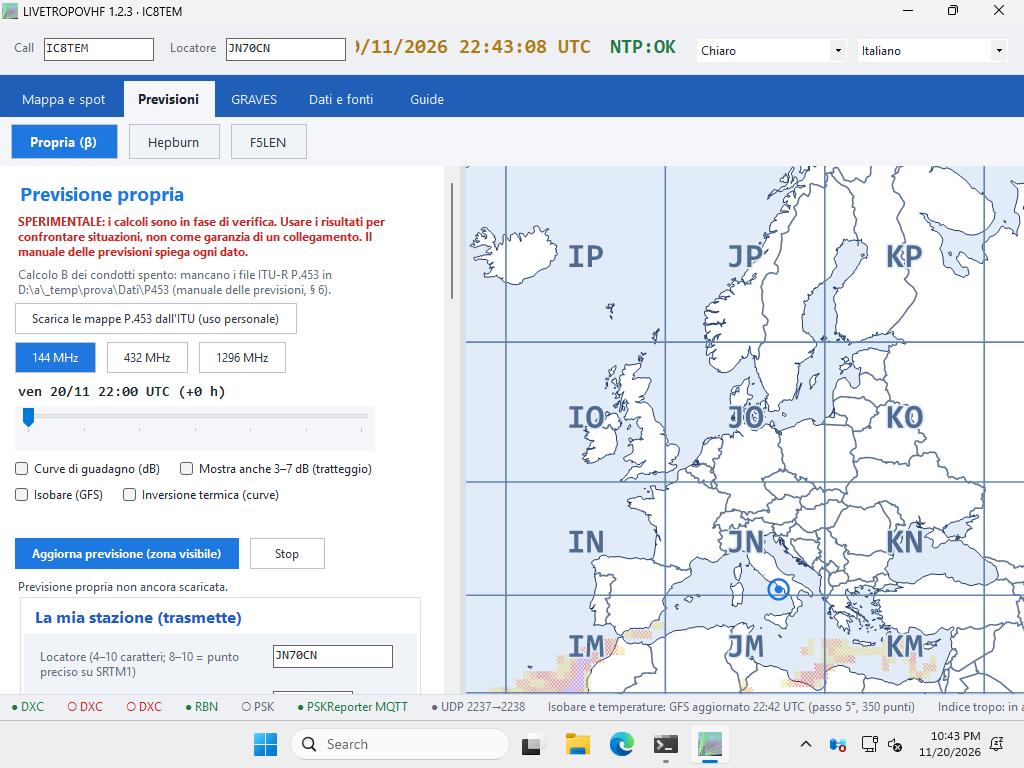 LIVETROPOVHF 1.2.3 · IC8TEM
Call IC8TEM Locatore JN70CN 0/11/2026 22:43:08 UTC NTP:OK Chiaro Italiano
Mappa e spot Previsioni GRAVES Dati e fonti Guide
Propria (β) Hepburn F5LEN
Previsione propria
SPERIMENTALE: i calcoli sono in fase di verifica. Usare i risultati per
confrontare situazioni, non come garanzia di un collegamento. Il
manuale delle previsioni spiega ogni dato.
Calcolo B dei condotti spento: mancano i file ITU-R P.453 in
D:\a\_temp\prova\Dati\P453 (manuale delle previsioni, § 6).
Scarica le mappe P.453 dall'ITU (uso personale)
144 MHz 432 MHz 1296 MHz
ven 20/11 22:00 UTC (+0 h)
Curve di guadagno (dB) Mostra anche 3–7 dB (tratteggio)
Isobare (GFS) Inversione termica (curve)
Aggiorna previsione (zona visibile) Stop
Previsione propria non ancora scaricata.
La mia stazione (trasmette)
Locatore (4–10 caratteri; 8–10 = punto
preciso su SRTM1)
JN70CN
IP JP KP
IO JO KO
IN JN KN
IM JM KM
DXC DXC DXC RBN PSK PSKReporter MQTT UDP 2237→2238 Isobare e temperature: GFS aggiornato 22:42 UTC (passo 5°, 350 punti) Indice tropo: in a
Search
10:43 PM
11/20/2026